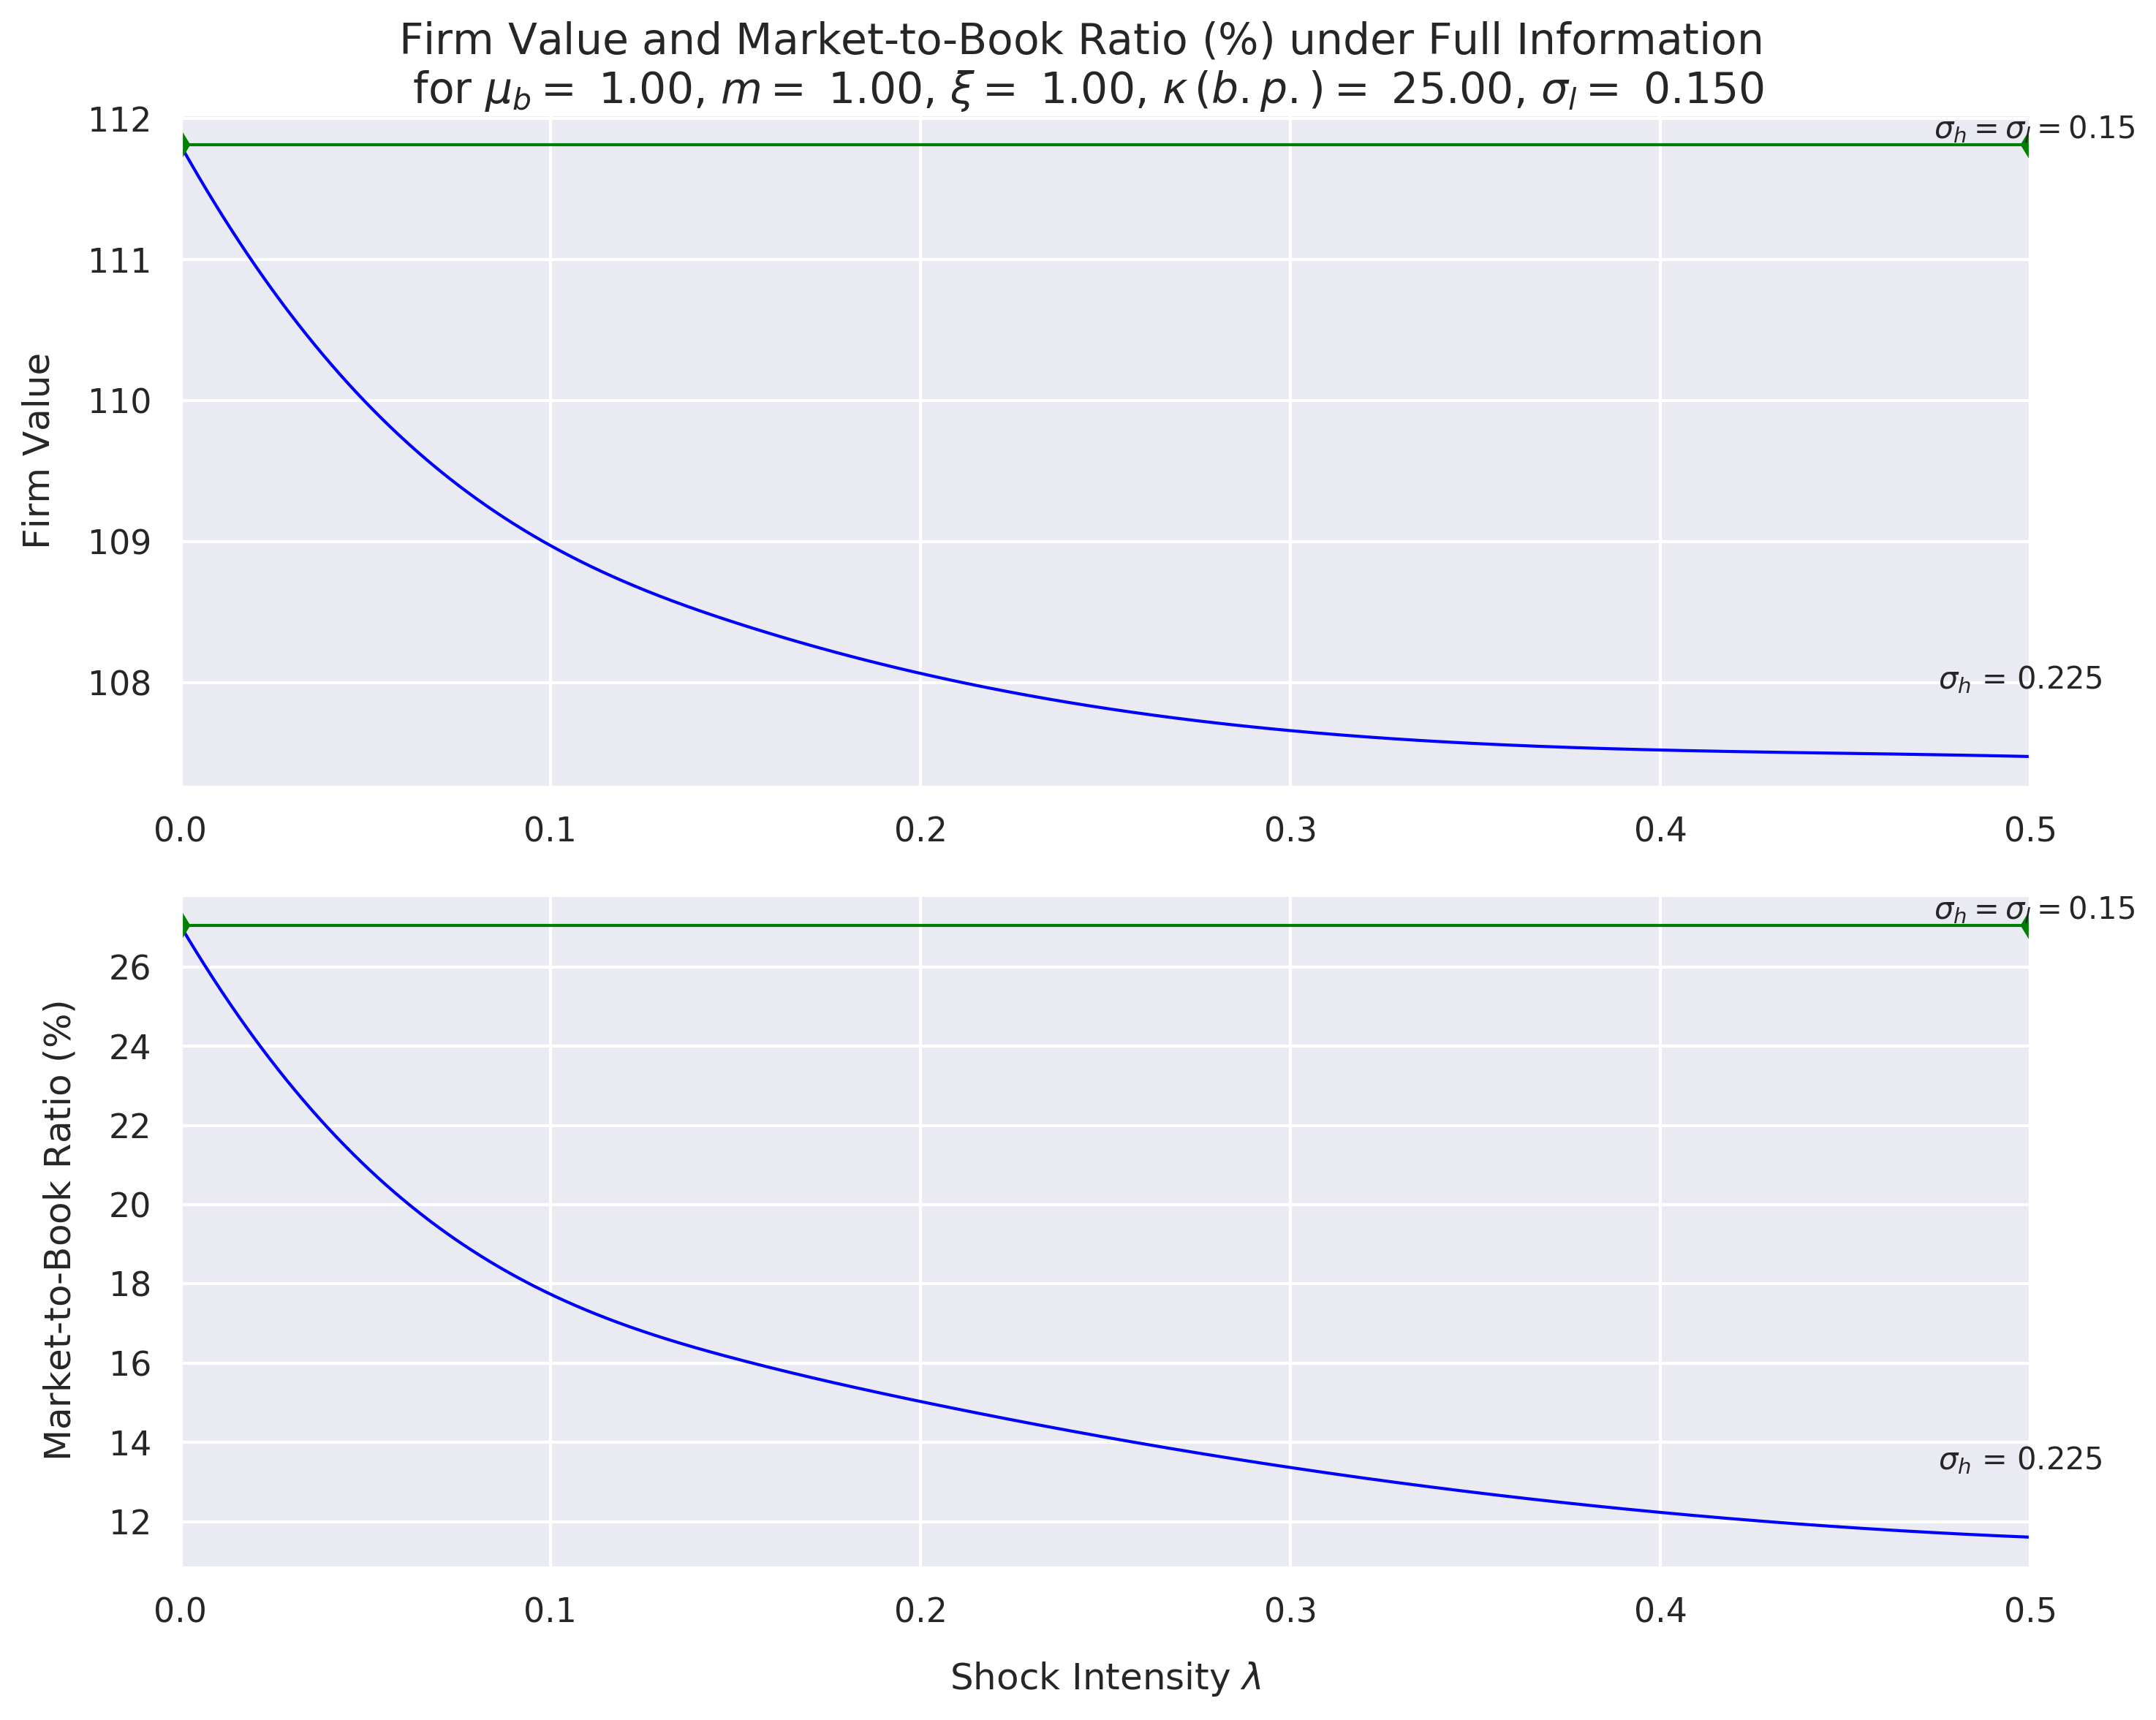 Firm Value and Market-to-Book Ratio (%) under Full Information
for μ_b = 1.00, m = 1.00, ξ = 1.00, κ (b.p.) = 25.00, σ_l = 0.150
112
σ_h = σ_l = 0.15
111
110
109
108
σ_h = 0.225
Firm Value
0.0 0.1 0.2 0.3 0.4 0.5
σ_h = σ_l = 0.15
26
24
22
20
18
16
14
12
σ_h = 0.225
Market-to-Book Ratio (%)
0.0 0.1 0.2 0.3 0.4 0.5
Shock Intensity λ